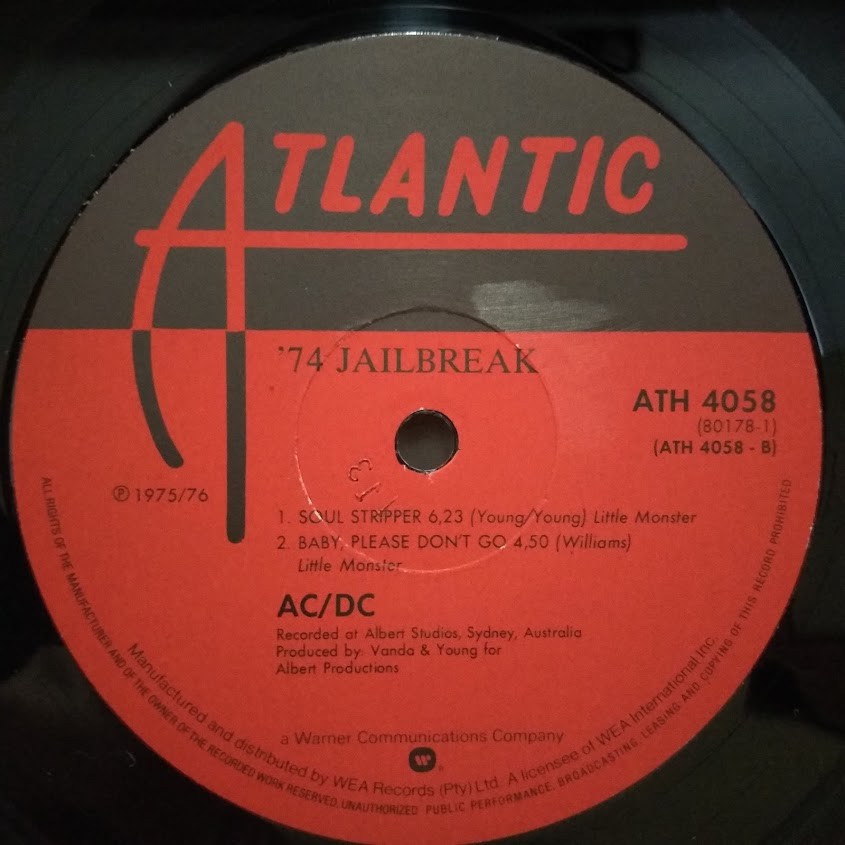 ATLANTIC
'74 JAILBREAK
ATH 4058
(80178-1)
(ATH 4058 - B)
℗ 1975/76
1. SOUL STRIPPER 6,23 (Young/Young) Little Monster
2. BABY, PLEASE DON'T GO 4,50 (Williams)
Little Monster
AC/DC
Recorded at Albert Studios, Sydney, Australia
Produced by: Vanda & Young for
Albert Productions
a Warner Communications Company
W®
Manufactured and distributed by WEA Records (Pty) Ltd. A licensee of WEA International Inc.
ALL RIGHTS OF THE MANUFACTURER AND OF THE OWNER OF THE RECORDED WORK RESERVED. UNAUTHORIZED PUBLIC PERFORMANCE, BROADCASTING, LEASING AND COPYING OF THIS RECORD PROHIBITED